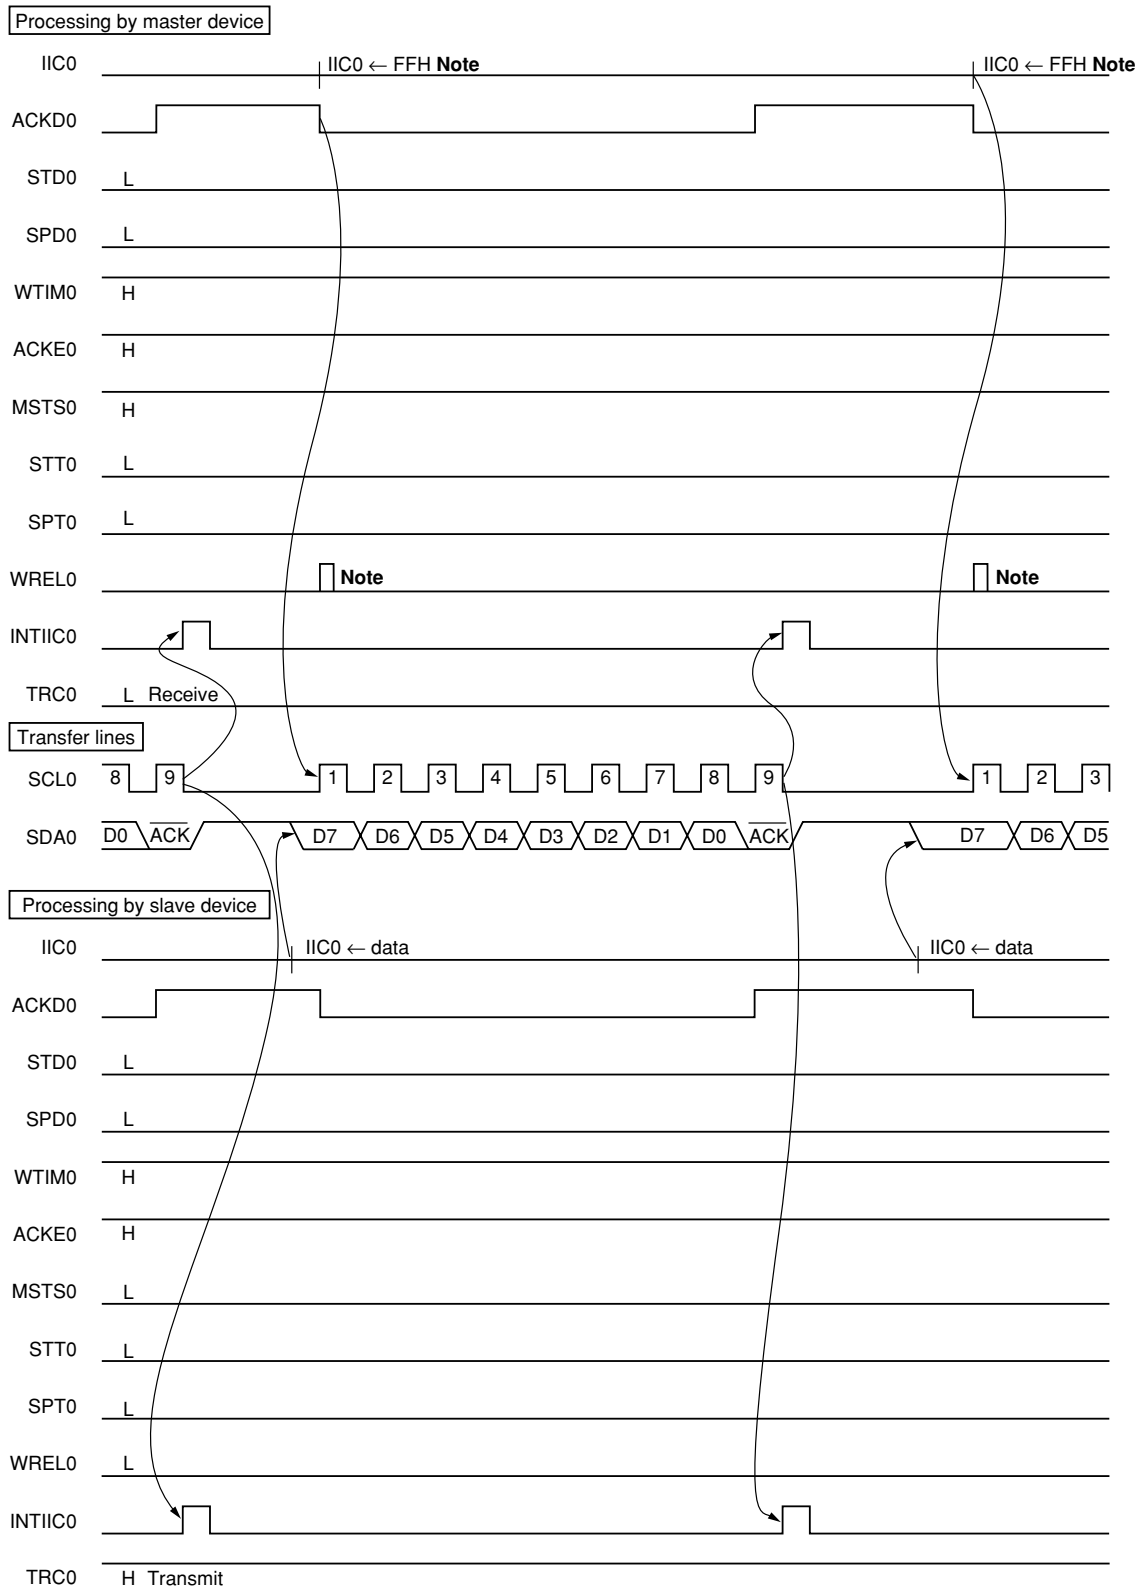 Processing by master device
IIC0 IIC0 ← FFH Note IIC0 ← FFH Note
ACKD0
STD0 L
SPD0 L
WTIM0 H
ACKE0 H
MSTS0 H
STT0 L
SPT0 L
WREL0 Note Note
INTIIC0
TRC0 L Receive
Transfer lines
SCL0 8 9 1 2 3 4 5 6 7 8 9 1 2 3
SDA0 D0 ACK D7 D6 D5 D4 D3 D2 D1 D0 ACK D7 D6 D5
Processing by slave device
IIC0 IIC0 ← data IIC0 ← data
ACKD0
STD0 L
SPD0 L
WTIM0 H
ACKE0 H
MSTS0 L
STT0 L
SPT0 L
WREL0 L
INTIIC0
TRC0 H Transmit